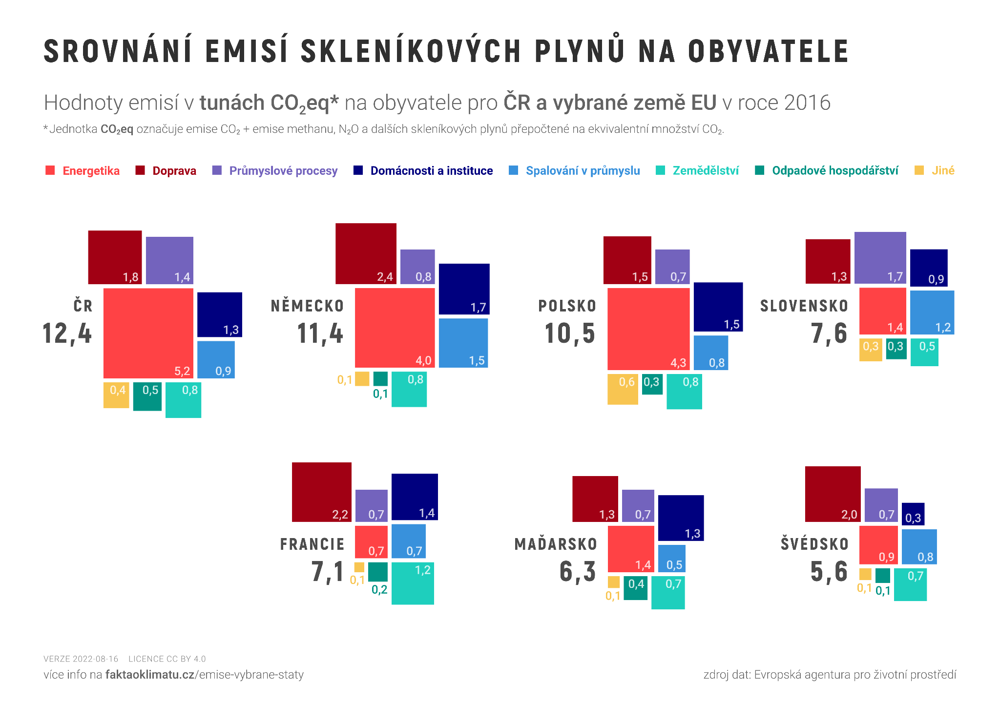 SROVNÁNÍ EMISÍ SKLENÍKOVÝCH PLYNŮ NA OBYVATELE
Hodnoty emisí v tunách CO₂eq* na obyvatele pro ČR a vybrané země EU v roce 2016
*Jednotka CO₂eq označuje emise CO₂ + emise methanu, N₂O a dalších skleníkových plynů přepočtené na ekvivalentní množství CO₂.
Energetika Doprava Průmyslové procesy Domácnosti a instituce Spalování v průmyslu Zemědělství Odpadové hospodářství Jiné
ČR
12,4
1,8 1,4
1,3
5,2 0,9
0,4 0,5 0,8
NĚMECKO
11,4
2,4 0,8
1,7
4,0 1,5
0,1 0,1 0,8
POLSKO
10,5
1,5 0,7
1,5
4,3 0,8
0,6 0,3 0,8
SLOVENSKO
7,6
1,3 1,7 0,9
1,4 1,2
0,3 0,3 0,5
FRANCIE
7,1
2,2 0,7 1,4
0,7 0,7
0,1 0,2 1,2
MAĎARSKO
6,3
1,3 0,7 1,3
1,4 0,5
0,1 0,4 0,7
ŠVÉDSKO
5,6
2,0 0,7 0,3
0,9 0,8
0,1 0,1 0,7
VERZE 2022-08-16 LICENCE CC BY 4.0
více info na faktaoklimatu.cz/emise-vybrane-staty
zdroj dat: Evropská agentura pro životní prostředí